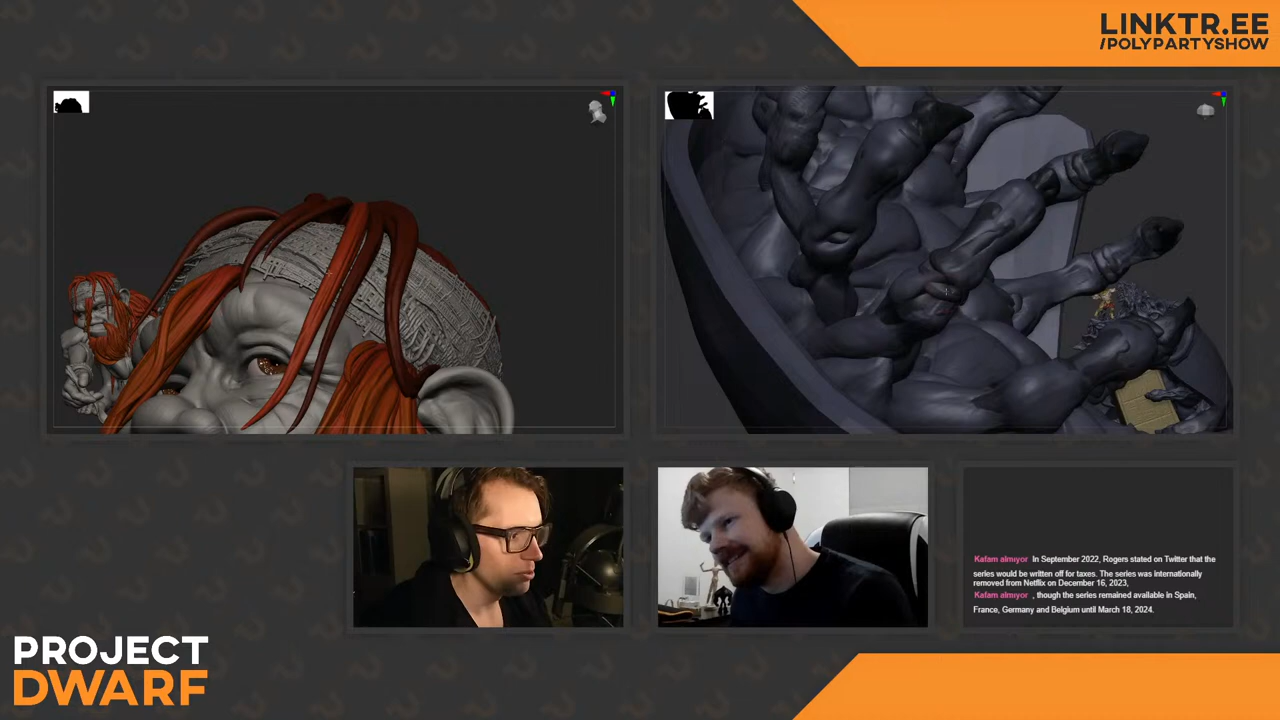 LINKTR.EE
/POLYPARTYSHOW
Kafam almıyor In September 2022, Rogers stated on Twitter that the
series would be written off for taxes. The series was internationally
removed from Netflix on December 16, 2023,
Kafam almıyor , though the series remained available in Spain,
France, Germany and Belgium until March 18, 2024.
PROJECT
DWARF